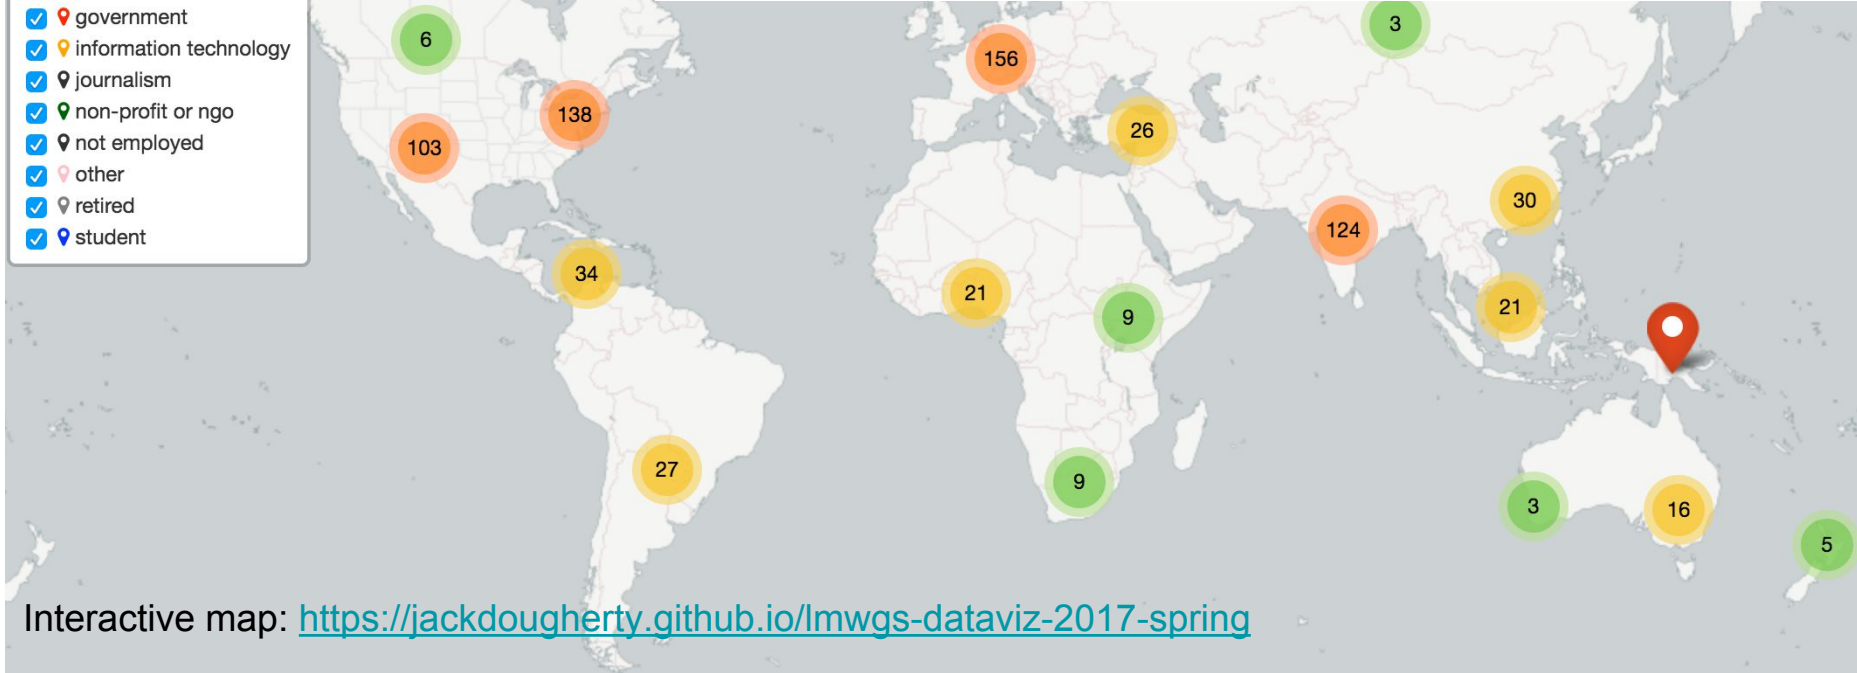 government
information technology
journalism
non-profit or ngo
not employed
other
retired
student
6
3
156
138
26
103
30
124
34
21
21
9
27
9
3
16
5
Interactive map: https://jackdougherty.github.io/lmwgs-dataviz-2017-spring